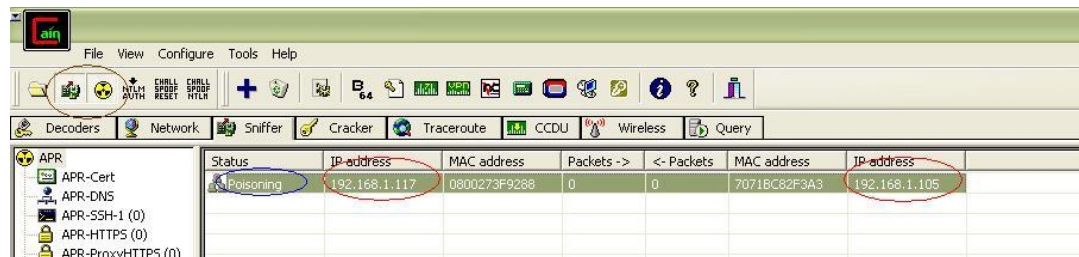 Cain
File View Configure Tools Help
NTLM AUTH CHALL SPOOF RESET CHALL SPOOF NTLM B64
Decoders Network Sniffer Cracker Traceroute CCDU Wireless Query
APR
APR-Cert
APR-DNS
APR-SSH-1 (0)
APR-HTTPS (0)
APR-ProxyHTTPS (0)
Status IP address MAC address Packets -> <- Packets MAC address IP address
Poisoning 192.168.1.117 0800273F9288 0 0 7071BC82F3A3 192.168.1.105